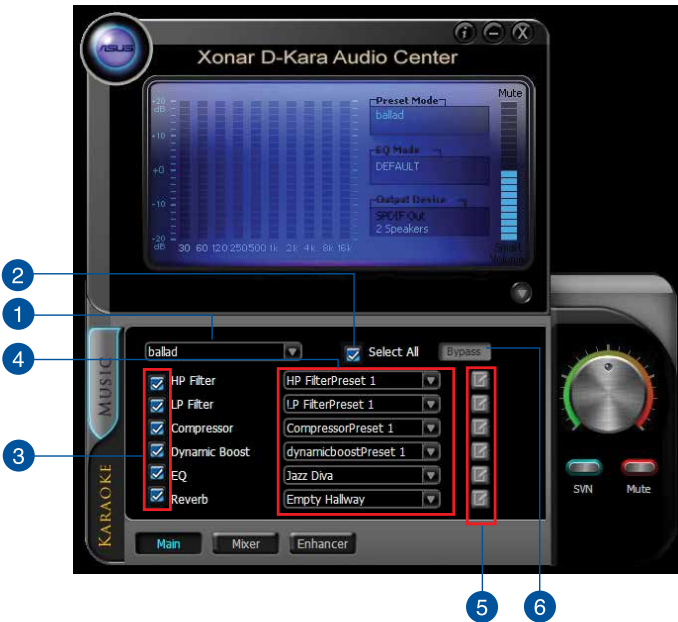 ASUS
i
X
Xonar D-Kara Audio Center
Mute
+20
dB
+10
+0
-10
-20
dB
30 60 120 250 500 1k 2k 4k 8k 16k
Preset Mode
ballad
EQ Mode
DEFAULT
Output Device
SPDIF Out
2 Speakers
Smart
Volume
2
1
4
3
MUSIC
KARAOKE
ballad
Select All
Bypass
HP Filter
HP FilterPreset 1
LP Filter
LP FilterPreset 1
Compressor
CompressorPreset 1
Dynamic Boost
dynamicboostPreset 1
EQ
Jazz Diva
Reverb
Empty Hallway
Main
Mixer
Enhancer
SVN
Mute
5
6